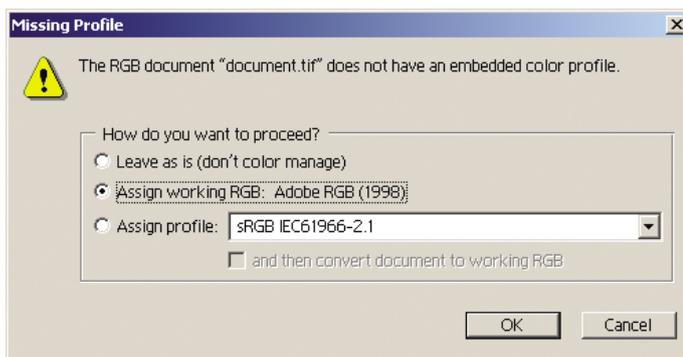 Missing Profile
The RGB document “document.tif” does not have an embedded color profile.
How do you want to proceed?
Leave as is (don’t color manage)
Assign working RGB: Adobe RGB (1998)
Assign profile: sRGB IEC61966-2.1
and then convert document to working RGB
OK Cancel